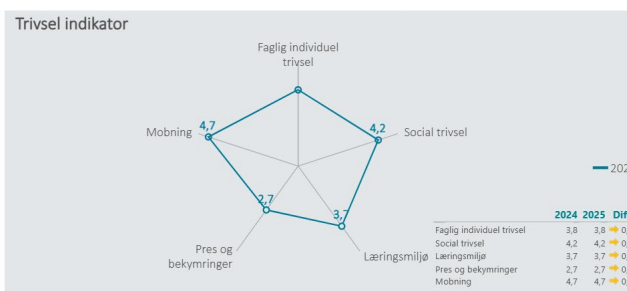 Trivsel indikator
Faglig individuel
trivsel
4,2
Social trivsel
Mobning
4,7
2,7
3,7
Pres og
bekymringer
Læringsmiljø
2024 2025
Faglig individuel trivsel 3,8 3,8
Social trivsel 4,2 4,2
Læringsmiljø 3,7 3,7
Pres og bekymringer 2,7 2,7
Mobning 4,7 4,7